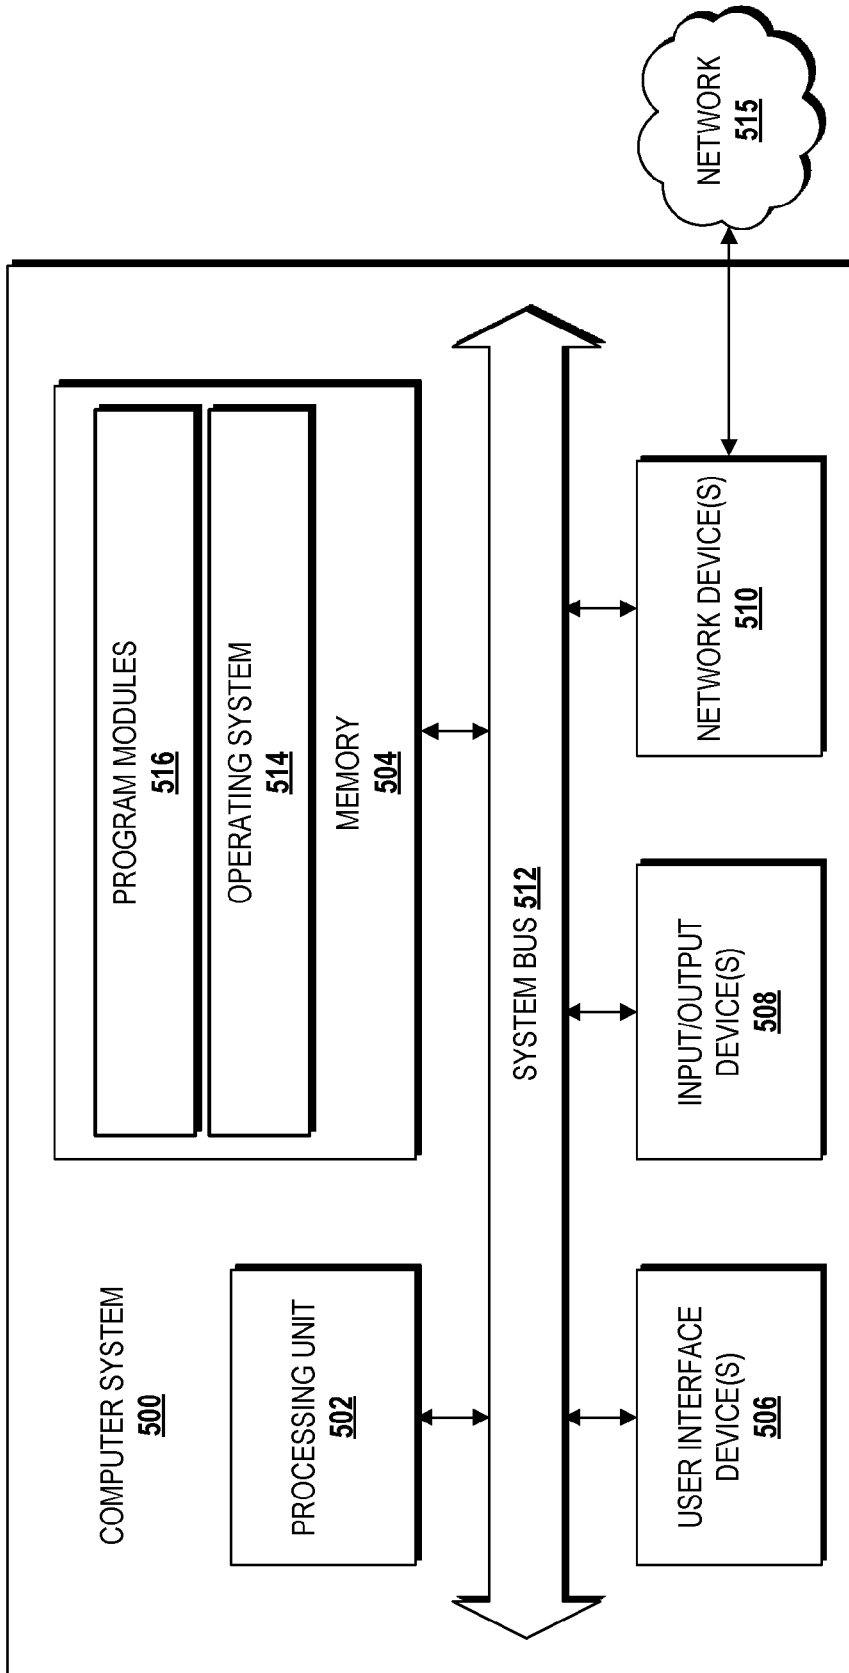 COMPUTER SYSTEM
500
PROCESSING UNIT
502
PROGRAM MODULES
516
OPERATING SYSTEM
514
MEMORY
504
SYSTEM BUS 512
USER INTERFACE
DEVICE(S)
506
INPUT/OUTPUT
DEVICE(S)
508
NETWORK DEVICE(S)
510
NETWORK
515